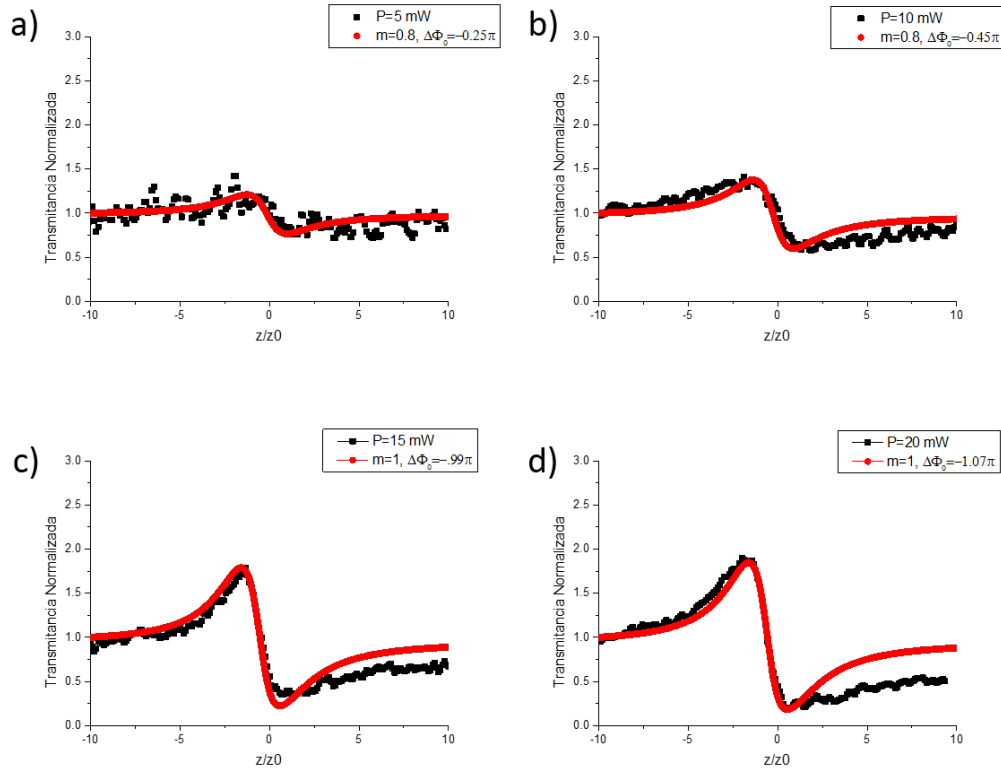 a)
P=5 mW
m=0.8, ΔΦ₀=−0.25π
3.0
2.5
2.0
1.5
1.0
0.5
0.0
Transmitancia Normalizada
-10
-5
0
5
10
z/z0
b)
P=10 mW
m=0.8, ΔΦ₀=−0.45π
3.0
2.5
2.0
1.5
1.0
0.5
0.0
Transmitancia Normalizada
-10
-5
0
5
10
z/z0
c)
P=15 mW
m=1, ΔΦ₀=−.99π
3.0
2.5
2.0
1.5
1.0
0.5
0.0
Transmitancia Normalizada
-10
-5
0
5
10
z/z0
d)
P=20 mW
m=1, ΔΦ₀=−1.07π
3.0
2.5
2.0
1.5
1.0
0.5
0.0
Transmitancia Normalizada
-10
-5
0
5
10
z/z0